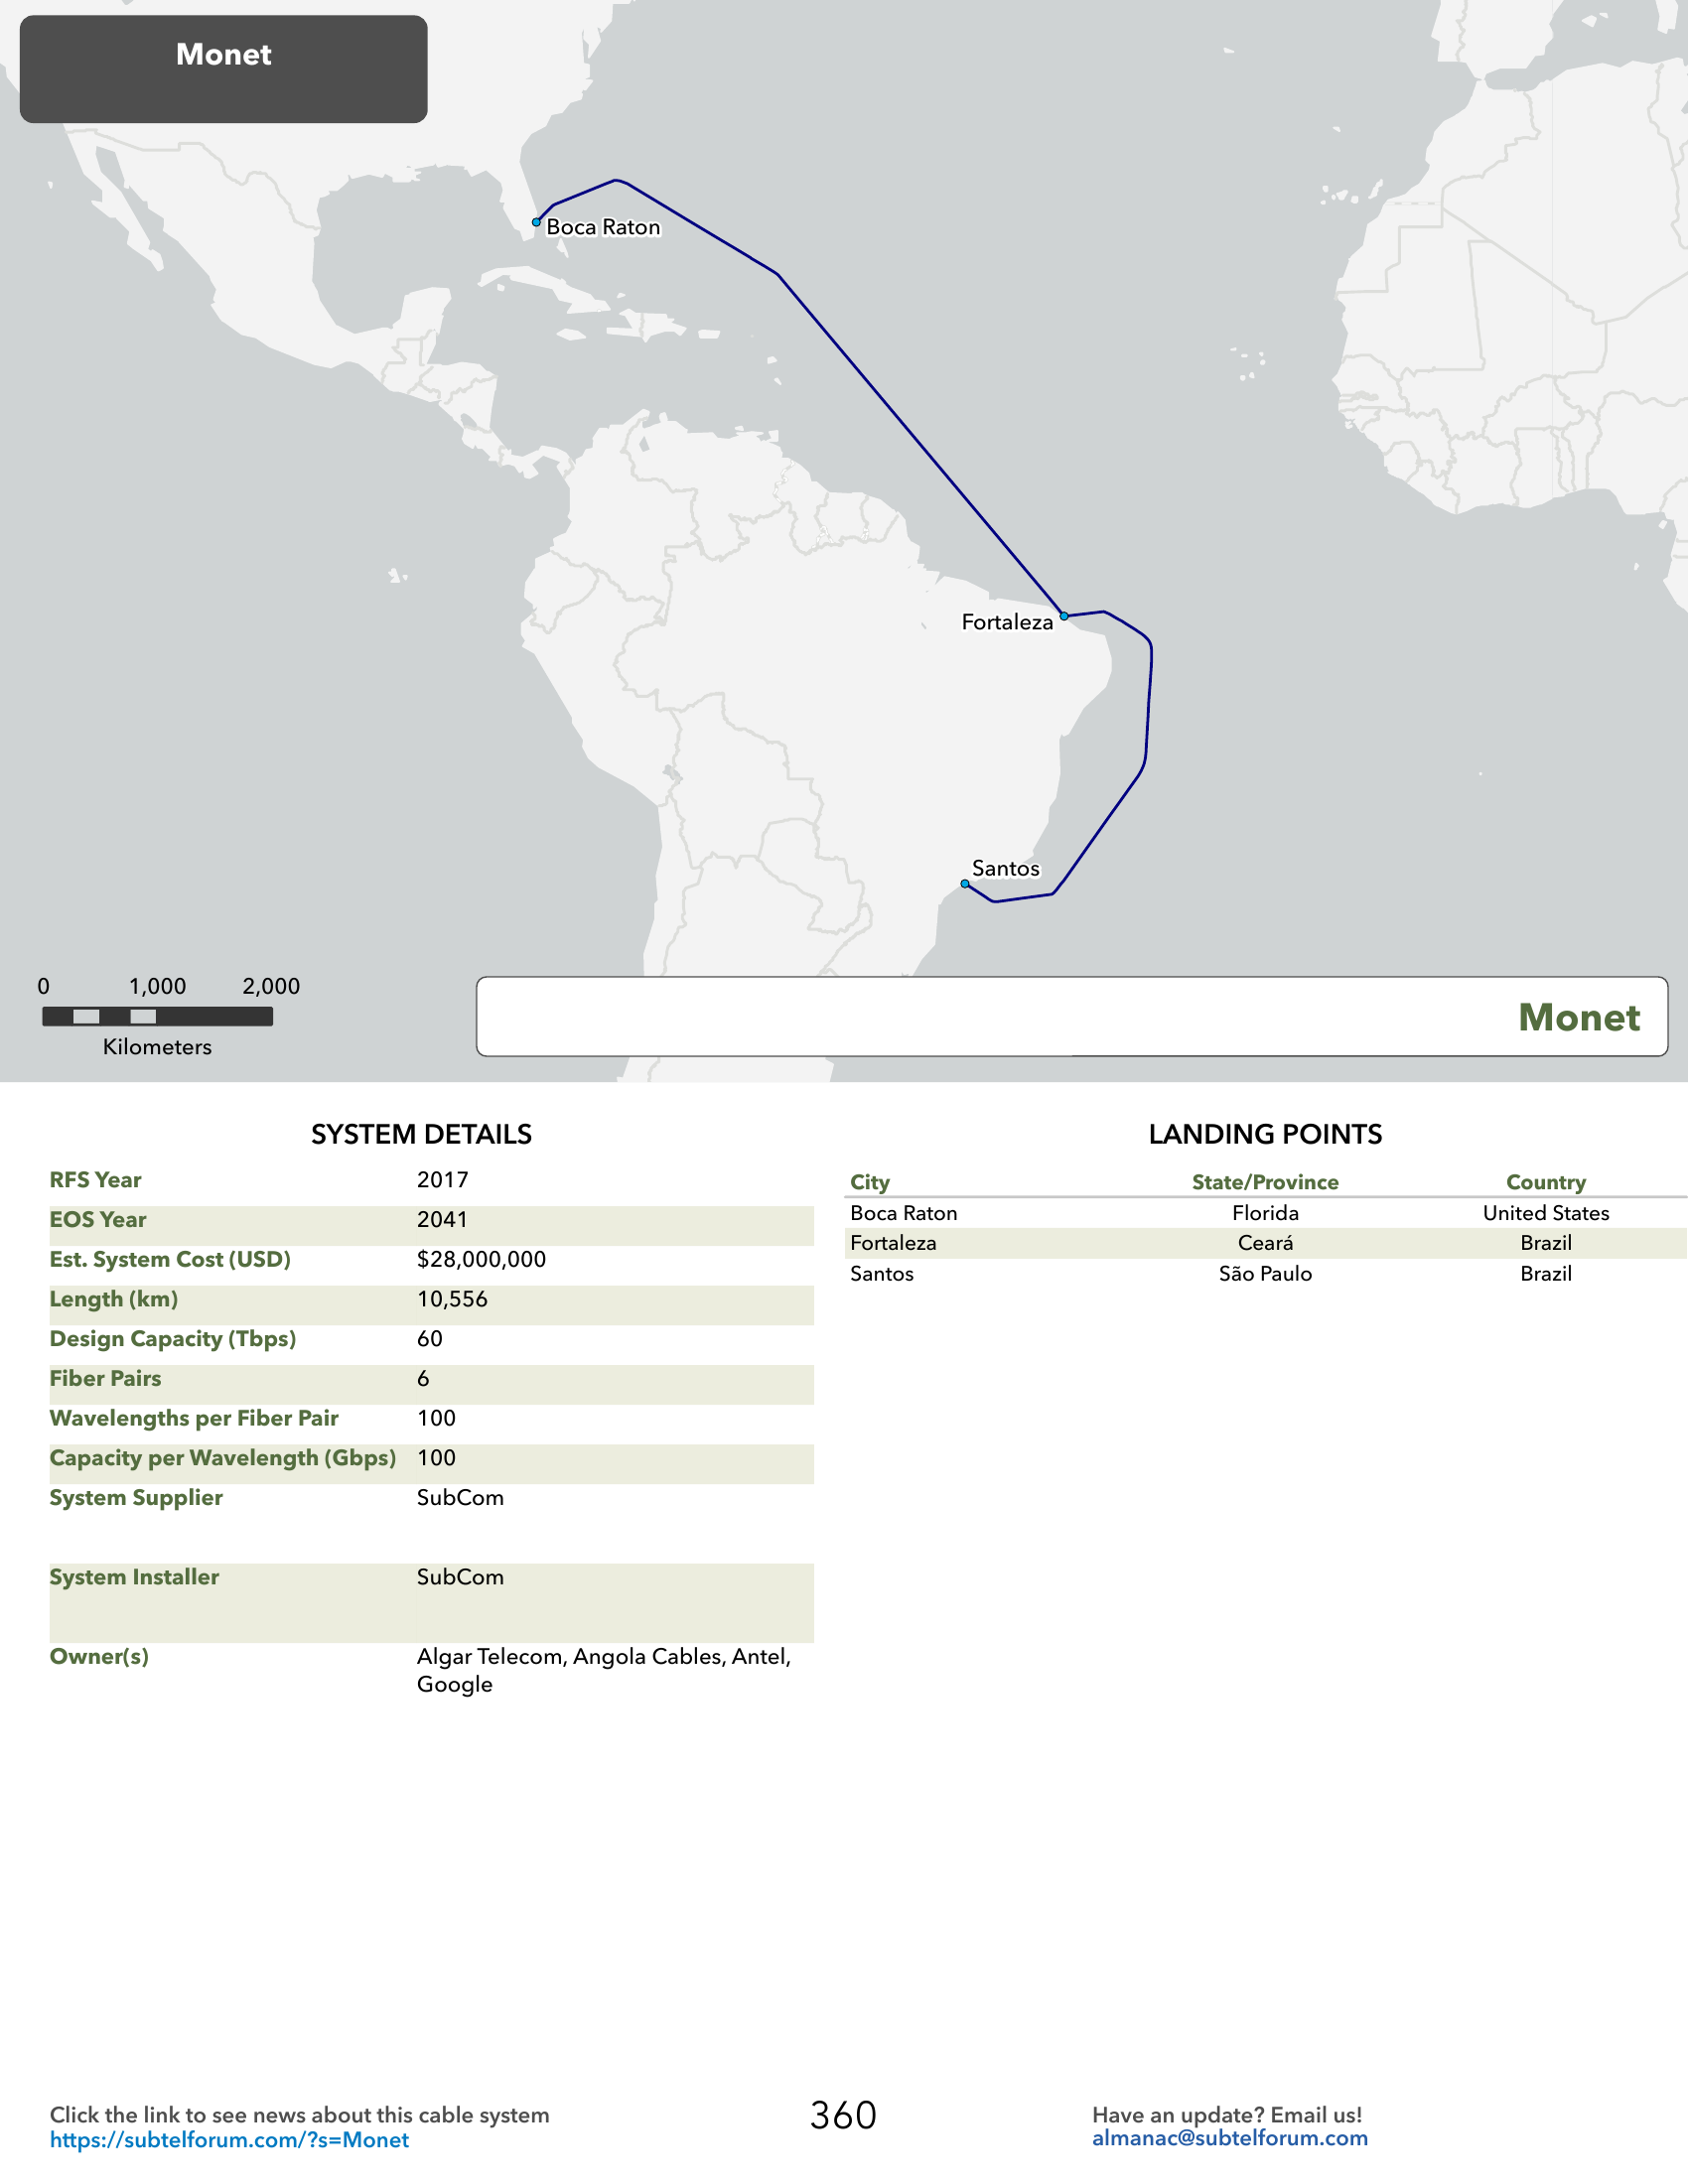 Monet
Boca Raton
Fortaleza
Santos
0 1,000 2,000
Kilometers
Monet
SYSTEM DETAILS
RFS Year 2017
EOS Year 2041
Est. System Cost (USD) $28,000,000
Length (km) 10,556
Design Capacity (Tbps) 60
Fiber Pairs 6
Wavelengths per Fiber Pair 100
Capacity per Wavelength (Gbps) 100
System Supplier SubCom
System Installer SubCom
Owner(s) Algar Telecom, Angola Cables, Antel,
Google
LANDING POINTS
City State/Province Country
Boca Raton Florida United States
Fortaleza Ceará Brazil
Santos São Paulo Brazil
Click the link to see news about this cable system
https://subtelforum.com/?s=Monet
360
Have an update? Email us!
almanac@subtelforum.com